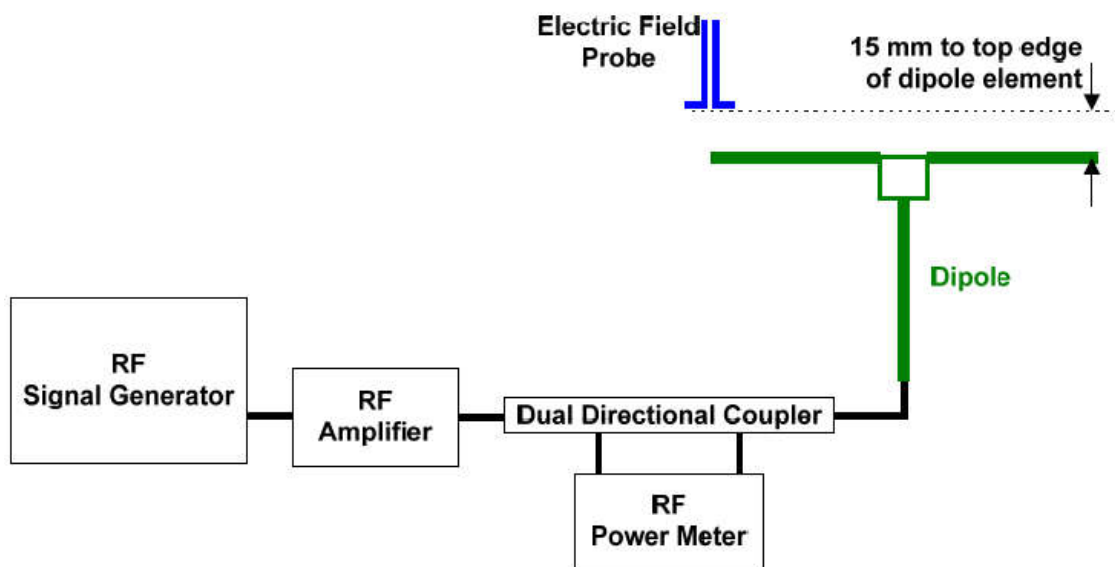 Electric Field
Probe
15 mm to top edge
of dipole element
Dipole
RF
Signal Generator
RF
Amplifier
Dual Directional Coupler
RF
Power Meter